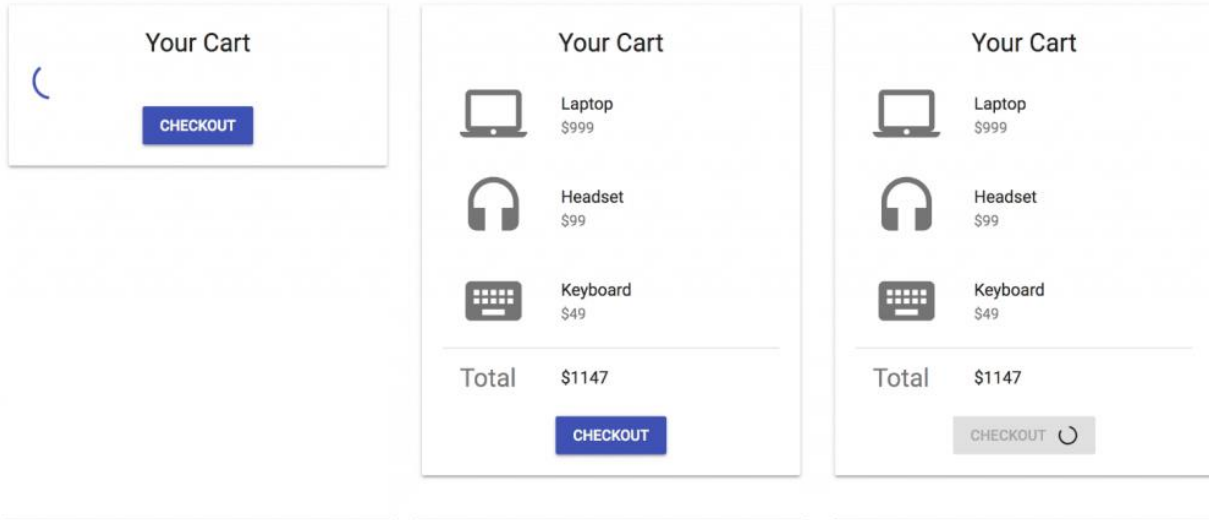 Your Cart
CHECKOUT
Your Cart
Laptop
$999
Headset
$99
Keyboard
$49
Total $1147
CHECKOUT
Your Cart
Laptop
$999
Headset
$99
Keyboard
$49
Total $1147
CHECKOUT